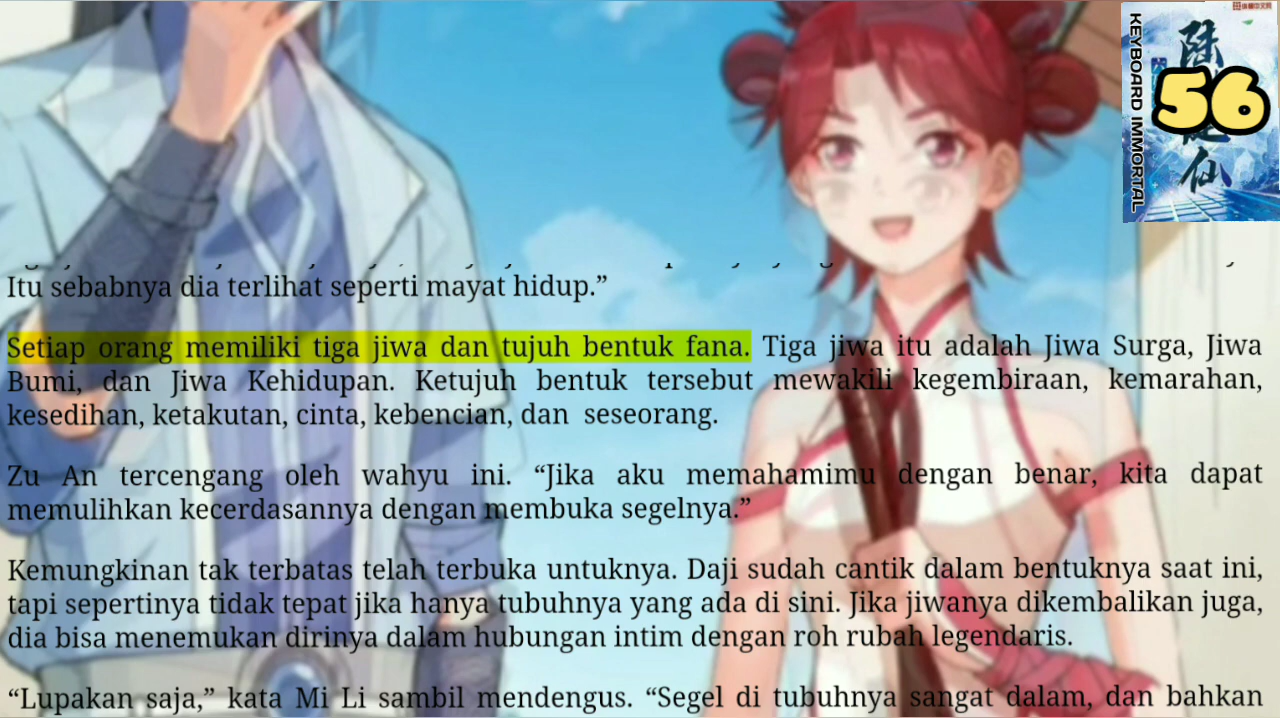 KEYBOARD IMMORTAL
56
Itu sebabnya dia terlihat seperti mayat hidup.”
Setiap orang memiliki tiga jiwa dan tujuh bentuk fana. Tiga jiwa itu adalah Jiwa Surga, Jiwa
Bumi, dan Jiwa Kehidupan. Ketujuh bentuk tersebut mewakili kegembiraan, kemarahan,
kesedihan, ketakutan, cinta, kebencian, dan seseorang.
Zu An tercengang oleh wahyu ini. “Jika aku memahamimu dengan benar, kita dapat
memulihkan kecerdasannya dengan membuka segelnya.”
Kemungkinan tak terbatas telah terbuka untuknya. Daji sudah cantik dalam bentuknya saat ini,
tapi sepertinya tidak tepat jika hanya tubuhnya yang ada di sini. Jika jiwanya dikembalikan juga,
dia bisa menemukan dirinya dalam hubungan intim dengan roh rubah legendaris.
“Lupakan saja,” kata Mi Li sambil mendengus. “Segel di tubuhnya sangat dalam, dan bahkan